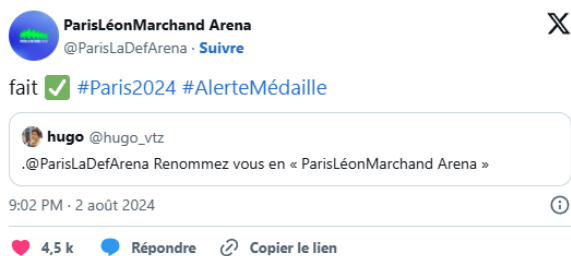 ParisLéonMarchand Arena
@ParisLaDefArena · Suivre
fait ✅ #Paris2024 #AlerteMédaille
hugo @hugo_vtz
.@ParisLaDefArena Renommez vous en « ParisLéonMarchand Arena »
9:02 PM · 2 août 2024
4,5 k Répondre Copier le lien